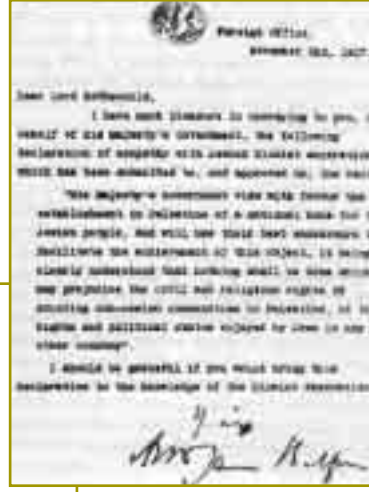 Foreign Office,
November 2nd, 1917
Dear Lord Rothschild,
I have much pleasure in conveying to you,
behalf of His Majesty's Government, the following
declaration of sympathy with Jewish Zionist aspirations
which has been submitted to, and approved by, the
"His Majesty's Government view with favour the
establishment in Palestine of a national home for
Jewish people, and will use their best endeavours
facilitate the achievement of this object, it being
clearly understood that nothing shall be done which
may prejudice the civil and religious rights of
existing non-Jewish communities in Palestine, or
rights and political status enjoyed by Jews in any
other country".
I should be grateful if you would bring this
declaration to the knowledge of the Zionist